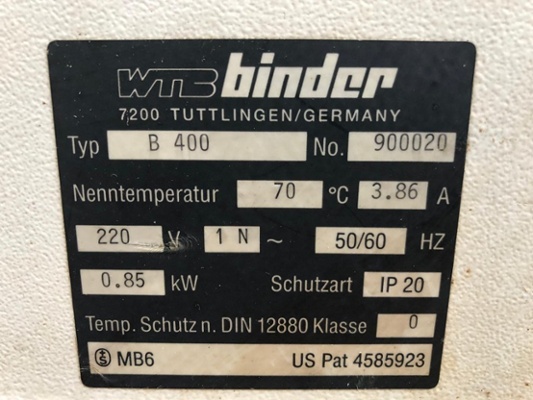 WTB binder
7200 TUTTLINGEN/GERMANY
Typ B 400 No. 900020
Nenntemperatur 70 °C 3.86 A
220 V 1 N ~ 50/60 HZ
0.85 kW Schutzart IP 20
Temp. Schutz n. DIN 12880 Klasse 0
MB6 US Pat 4585923